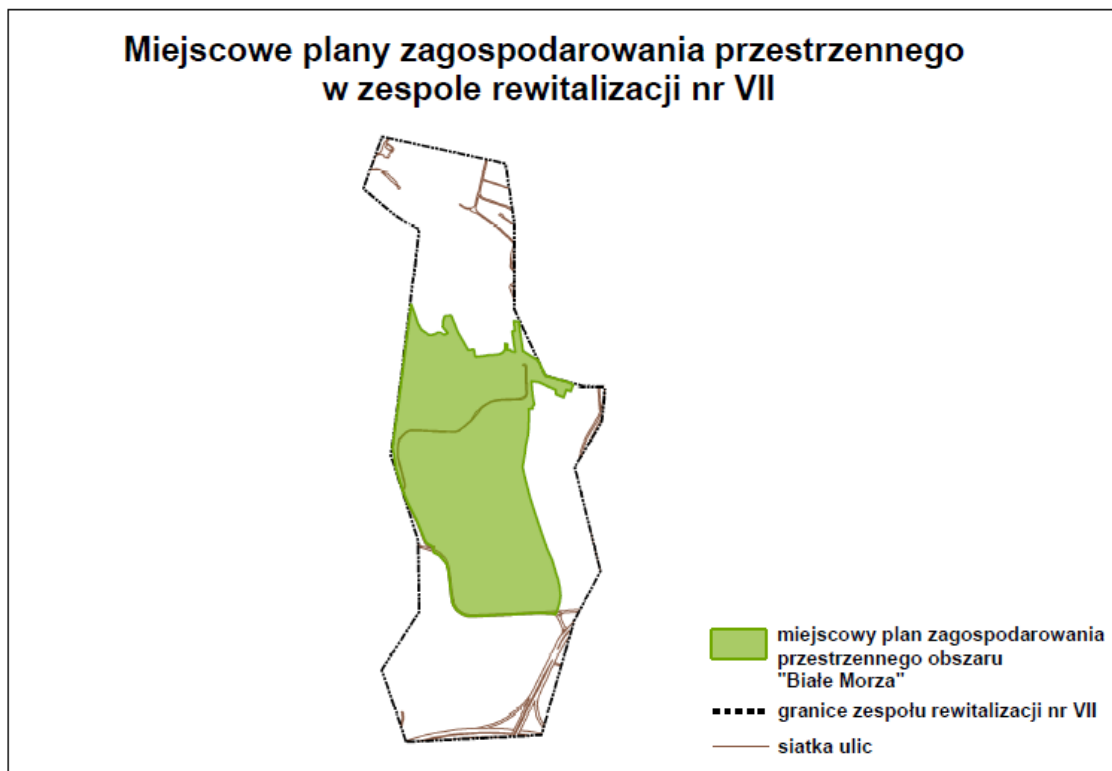 Miejscowe plany zagospodarowania przestrzennego
w zespole rewitalizacji nr VII
miejscowy plan zagospodarowania
przestrzennego obszaru
"Białe Morza"
granice zespołu rewitalizacji nr VII
siatka ulic